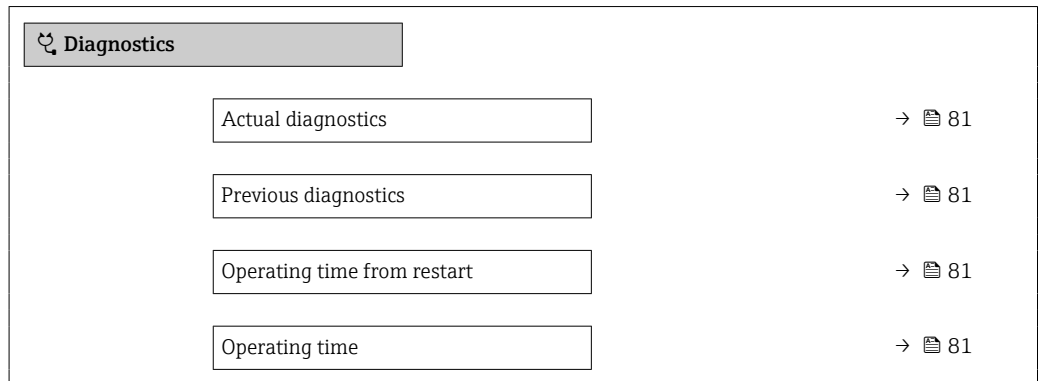 Diagnostics
Actual diagnostics → 81
Previous diagnostics → 81
Operating time from restart → 81
Operating time → 81